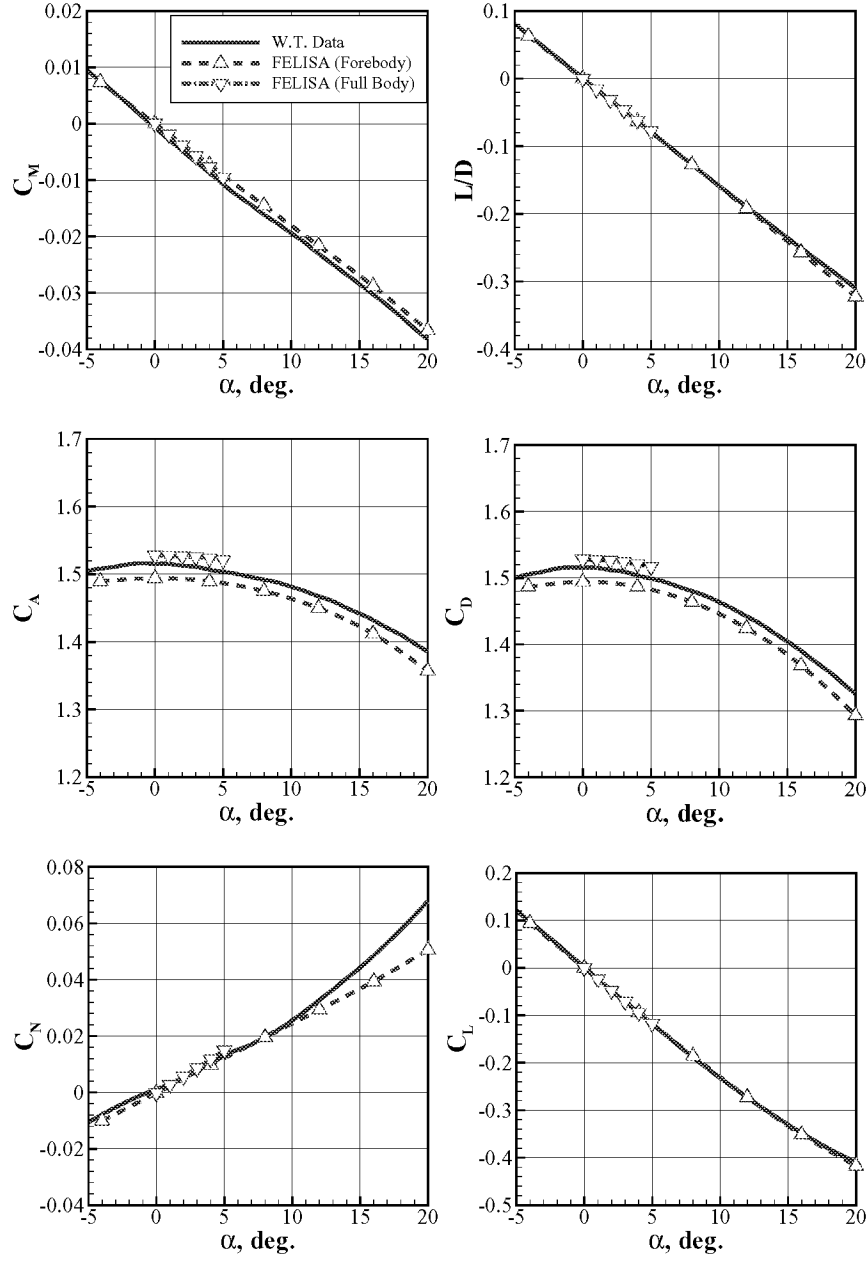 0.02
0.01
0
-0.01
-0.02
-0.03
-0.04
C_M
W.T. Data
FELISA (Forebody)
FELISA (Full Body)
-5 0 5 10 15 20
α, deg.
0.1
0
-0.1
-0.2
-0.3
-0.4
L/D
-5 0 5 10 15 20
α, deg.
1.7
1.6
1.5
1.4
1.3
1.2
C_A
-5 0 5 10 15 20
α, deg.
1.7
1.6
1.5
1.4
1.3
1.2
C_D
-5 0 5 10 15 20
α, deg.
0.08
0.06
0.04
0.02
0
-0.02
-0.04
C_N
-5 0 5 10 15 20
α, deg.
0.2
0.1
0
-0.1
-0.2
-0.3
-0.4
-0.5
C_L
-5 0 5 10 15 20
α, deg.